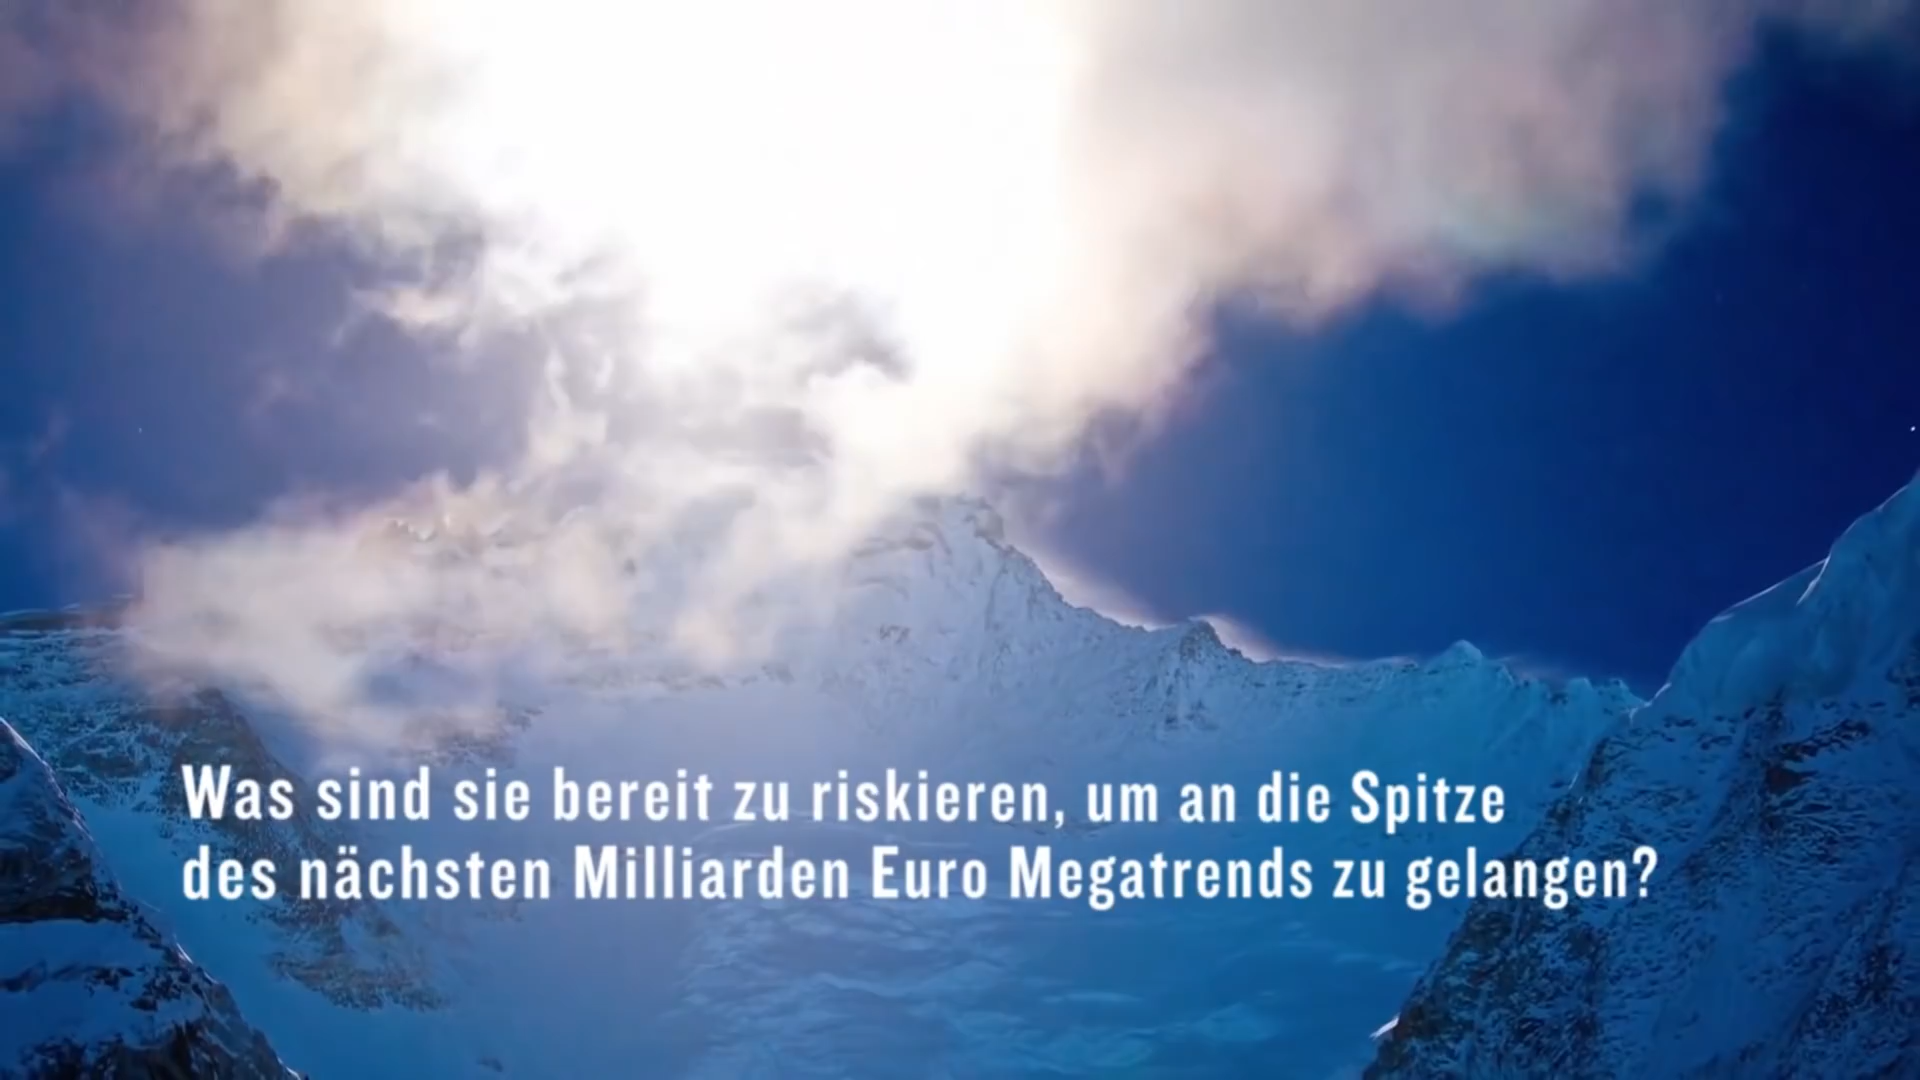 Was sind sie bereit zu riskieren, um an die Spitze
des nächsten Milliarden Euro Megatrends zu gelangen?